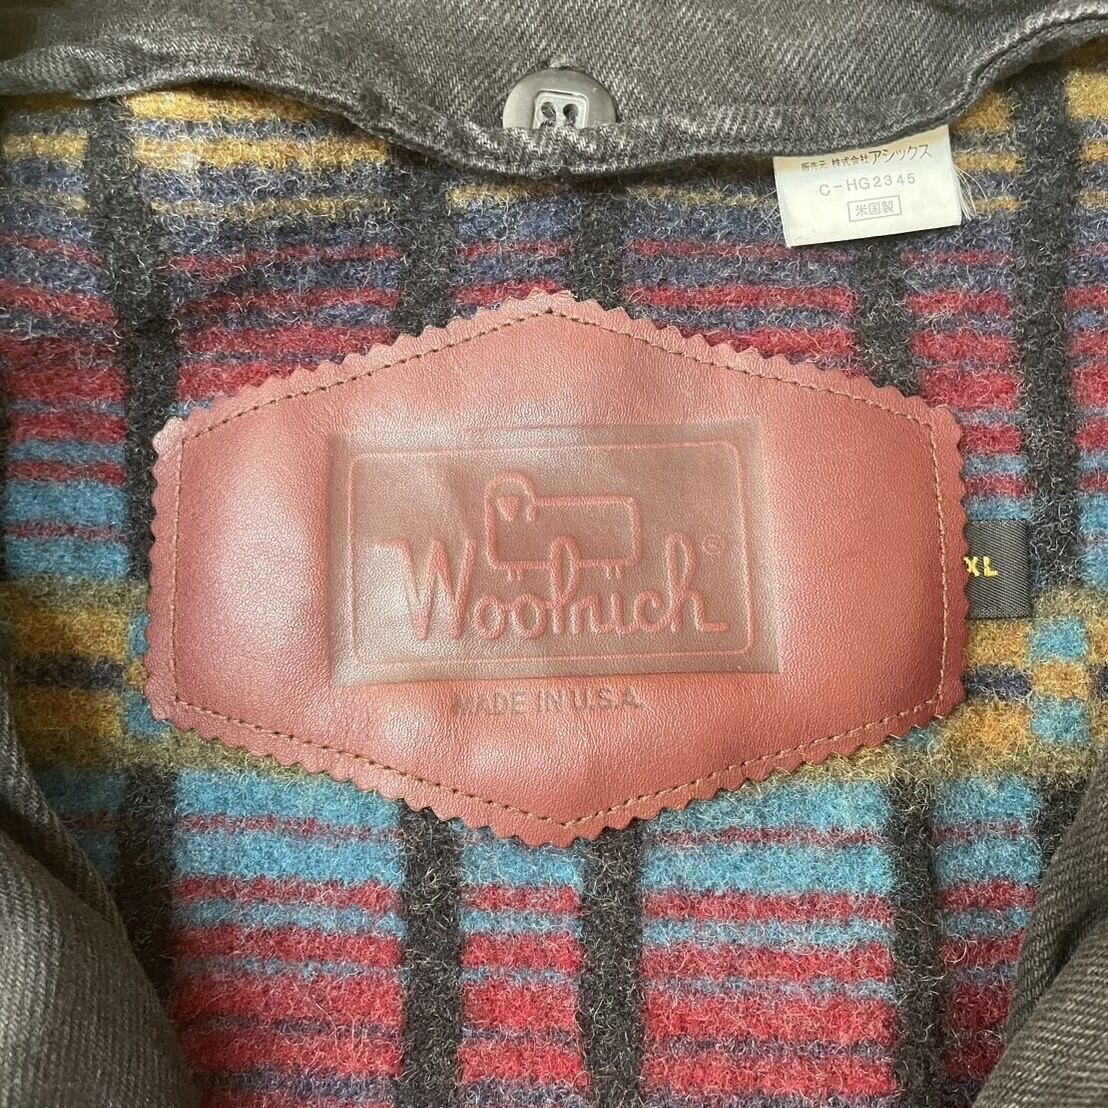 販売元 株式会社アシックス
C-HG2345
米国製
Woolrich®
XL
MADE IN U.S.A.